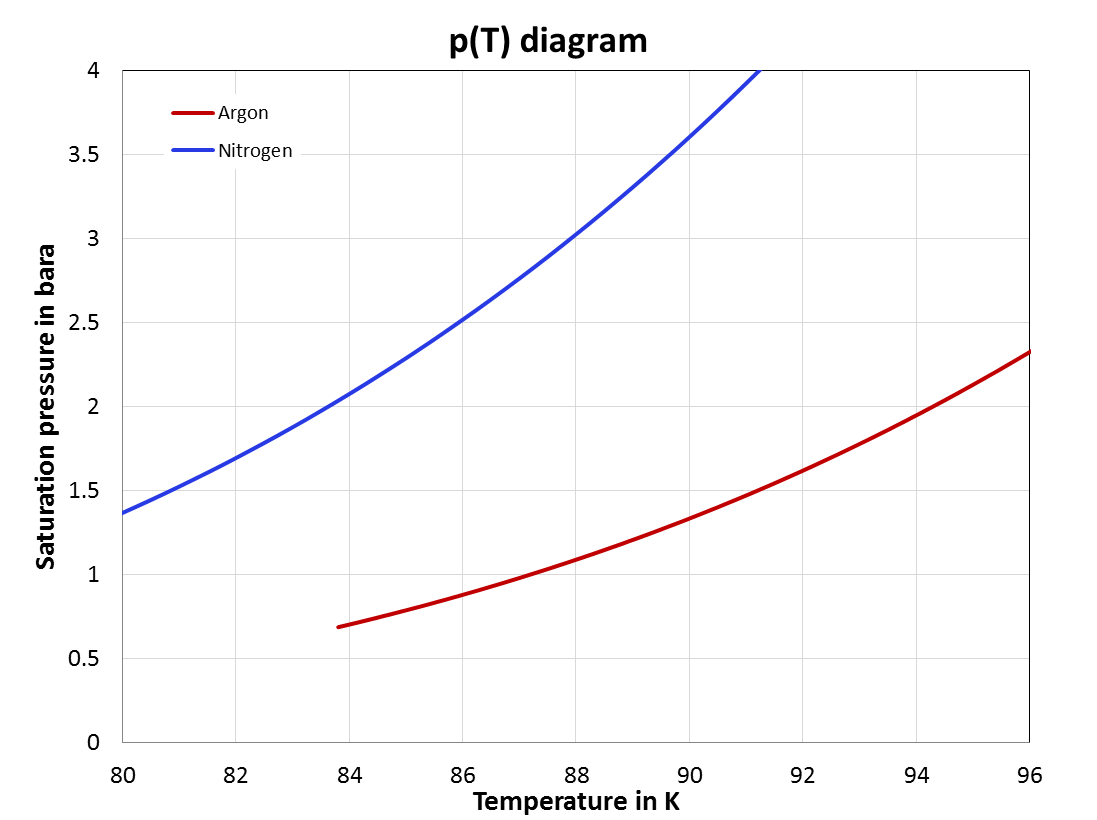 p(T) diagram
4
Argon
Nitrogen
3.5
3
2.5
2
1.5
1
0.5
0
Saturation pressure in bara
80 82 84 86 88 90 92 94 96
Temperature in K